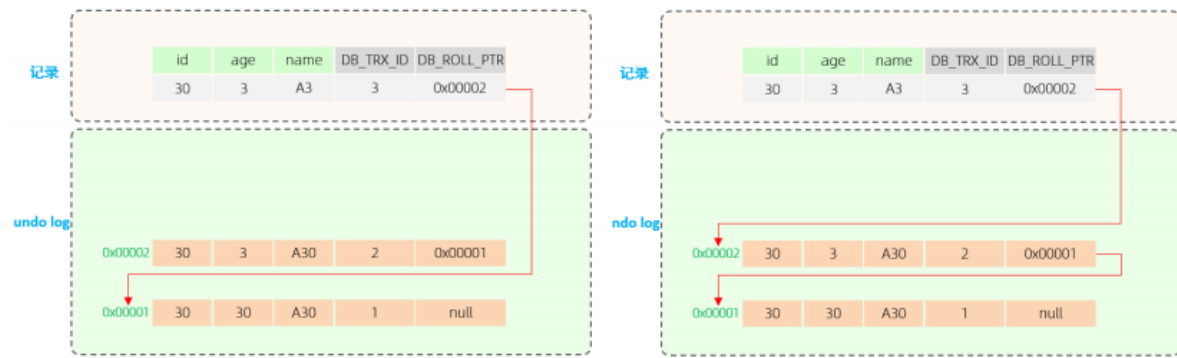 id age name DB_TRX_ID DB_ROLL_PTR
记录
30 3 A3 3 0x00002
undo log
0x00002 30 3 A30 2 0x00001
0x00001 30 30 A30 1 null
id age name DB_TRX_ID DB_ROLL_PTR
记录
30 3 A3 3 0x00002
ndo log
0x00002 30 3 A30 2 0x00001
0x00001 30 30 A30 1 null